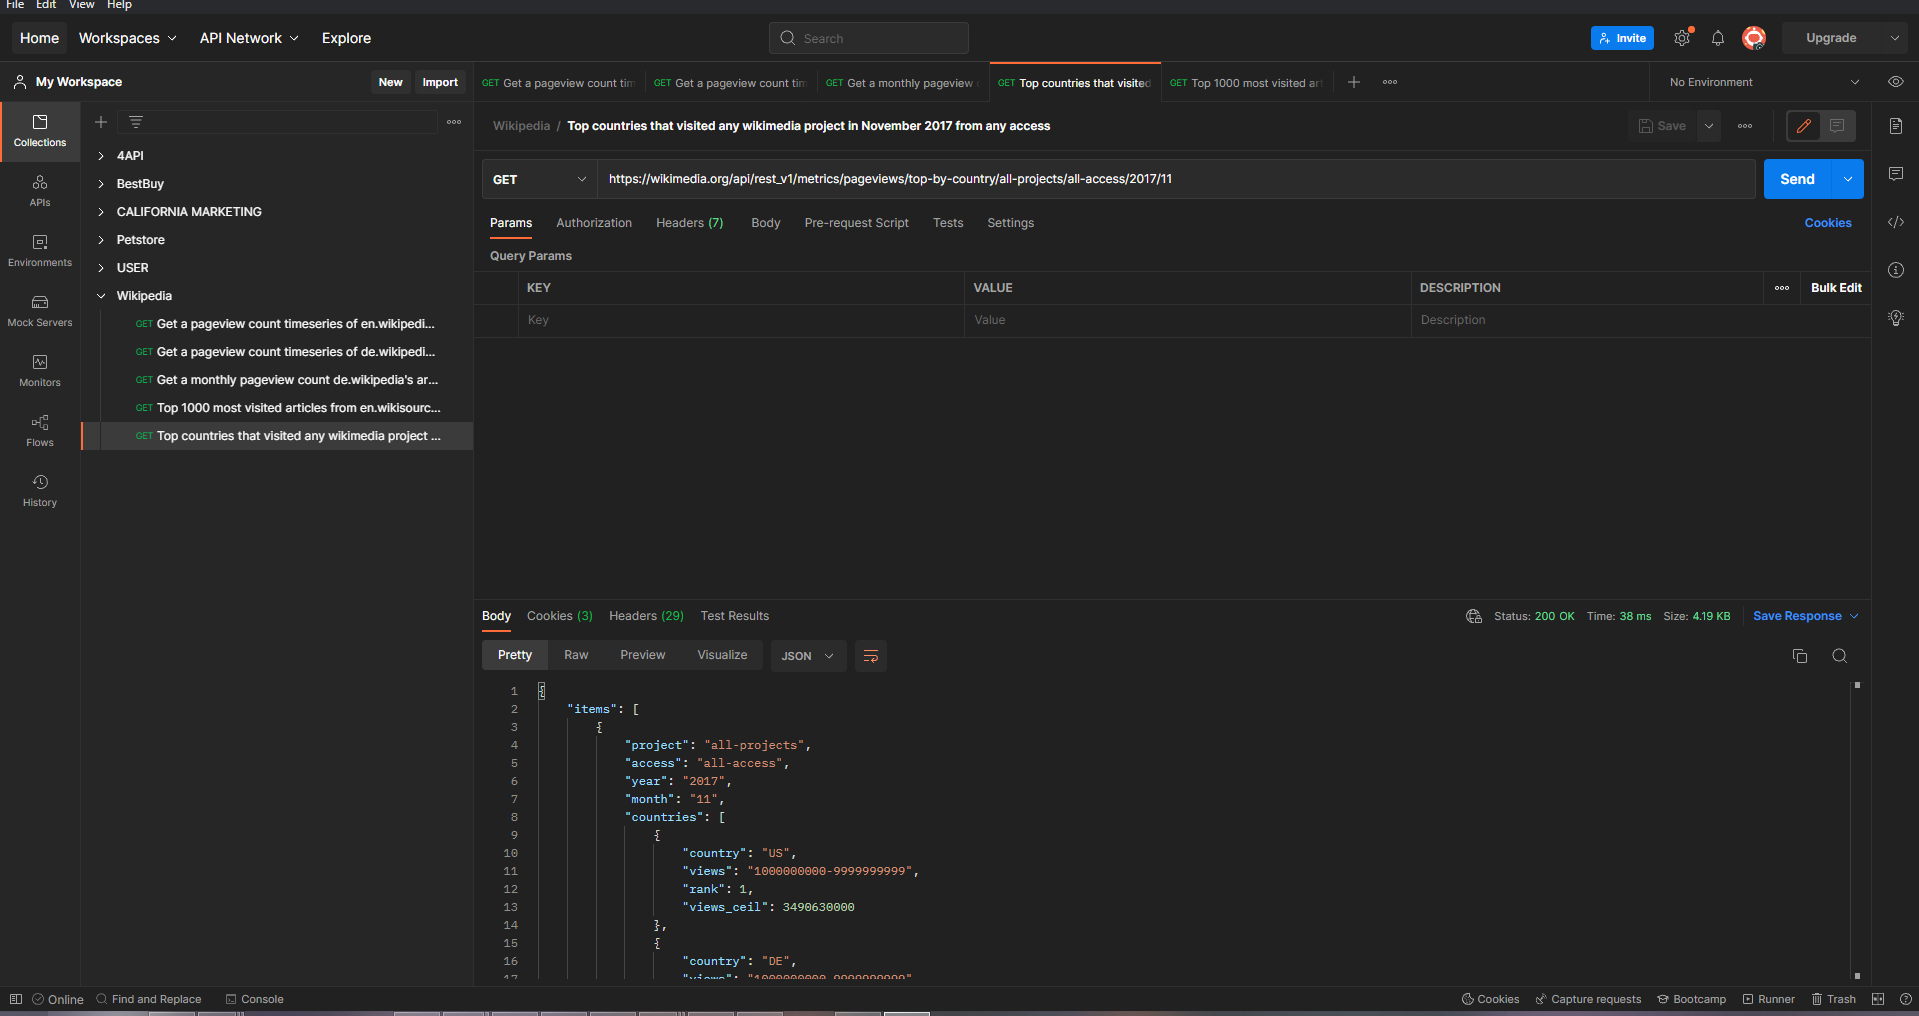 File Edit View Help
Home Workspaces API Network Explore Search Invite Upgrade
My Workspace New Import
GET Get a pageview count tim GET Get a pageview count tim GET Get a monthly pageview GET Top countries that visited GET Top 1000 most visited art No Environment
Collections
APIs
Environments
Mock Servers
Monitors
Flows
History
4API
BestBuy
CALIFORNIA MARKETING
Petstore
USER
Wikipedia
GET Get a pageview count timeseries of en.wikipedi...
GET Get a pageview count timeseries of de.wikipedi...
GET Get a monthly pageview count de.wikipedia's ar...
GET Top 1000 most visited articles from en.wikisourc...
GET Top countries that visited any wikimedia project ...
Wikipedia / Top countries that visited any wikimedia project in November 2017 from any access Save
GET https://wikimedia.org/api/rest_v1/metrics/pageviews/top-by-country/all-projects/all-access/2017/11 Send
Params Authorization Headers (7) Body Pre-request Script Tests Settings Cookies
Query Params
KEY VALUE DESCRIPTION Bulk Edit
Key Value Description
Body Cookies (3) Headers (29) Test Results Status: 200 OK Time: 38 ms Size: 4.19 KB Save Response
Pretty Raw Preview Visualize JSON
1 {
2 "items": [
3 {
4 "project": "all-projects",
5 "access": "all-access",
6 "year": "2017",
7 "month": "11",
8 "countries": [
9 {
10 "country": "US",
11 "views": "1000000000-9999999999",
12 "rank": 1,
13 "views_ceil": 3490630000
14 },
15 {
16 "country": "DE",
17 "views": "1000000000-9999999999"
Online Find and Replace Console Cookies Capture requests Bootcamp Runner Trash